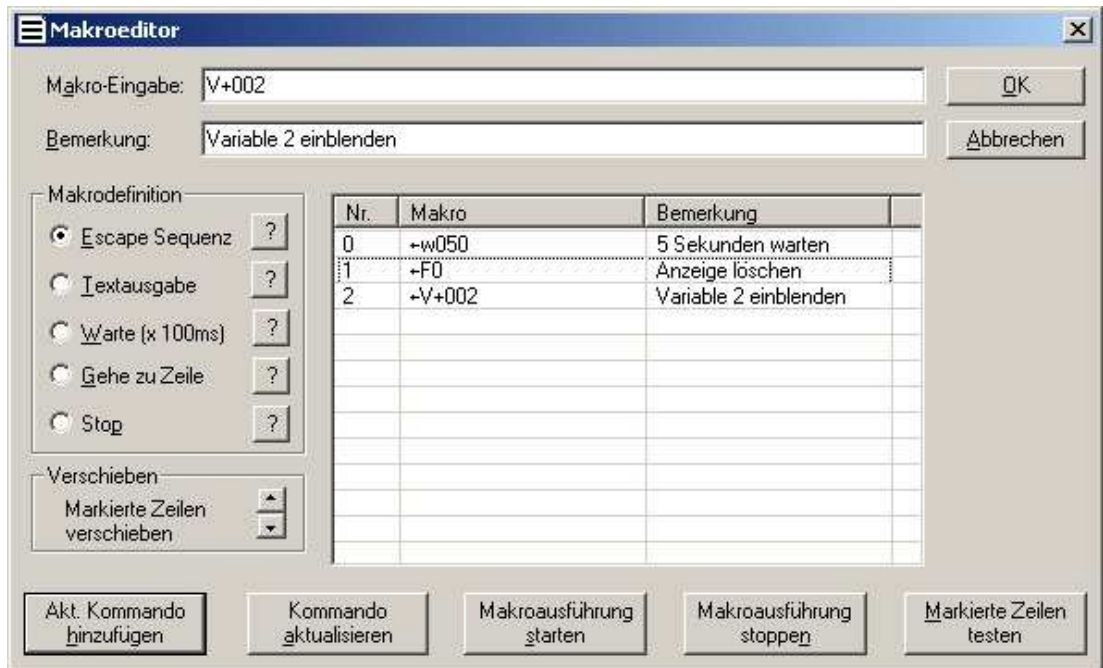 Makroeditor
Makro-Eingabe: V+002
OK
Bemerkung: Variable 2 einblenden
Abbrechen
Makrodefinition
Escape Sequenz ?
Textausgabe ?
Warte (x 100ms) ?
Gehe zu Zeile ?
Stop ?
Verschieben
Markierte Zeilen
verschieben
Nr. Makro Bemerkung
0 ←w050 5 Sekunden warten
1 ←F0 Anzeige löschen
2 ←V+002 Variable 2 einblenden
Akt. Kommando
hinzufügen
Kommando
aktualisieren
Makroausführung
starten
Makroausführung
stoppen
Markierte Zeilen
testen